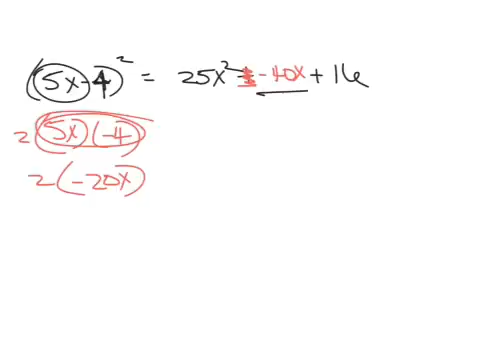 (5x-4)² = 25x² - 40x + 16
2(5x)(-4)
2(-20x)